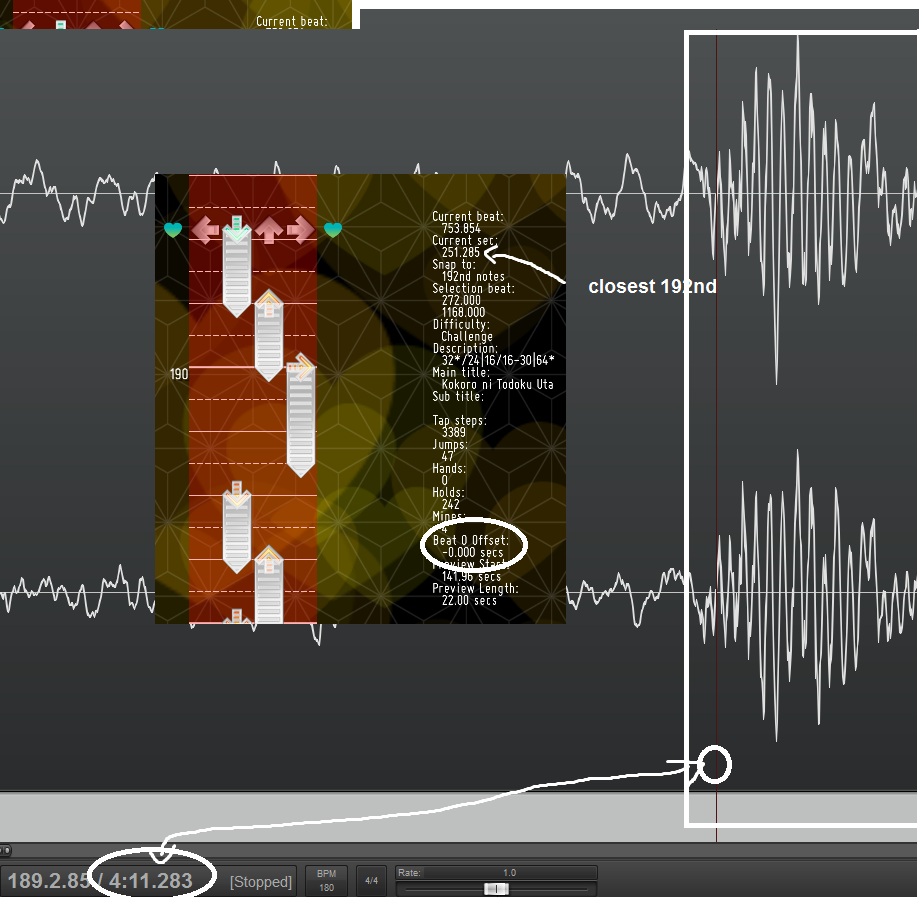 Current beat:
Current beat:
753.854
Current sec:
251.285
Snap to:
192nd notes
Selection beat:
272.000
1168.000
Difficulty:
Challenge
Description:
32*/24|16/16-30|64*
Main title:
Kokoro ni Todoku Uta
Sub title:
Tap steps:
3389
Jumps:
47
Hands:
0
Holds:
242
Mines:
4
Beat 0 Offset:
-0.000 secs
Preview Start:
141.96 secs
Preview Length:
22.00 secs
190
closest 192nd
189.2.85 / 4:11.283
[Stopped]
BPM
180
4/4
Rate:
1.0